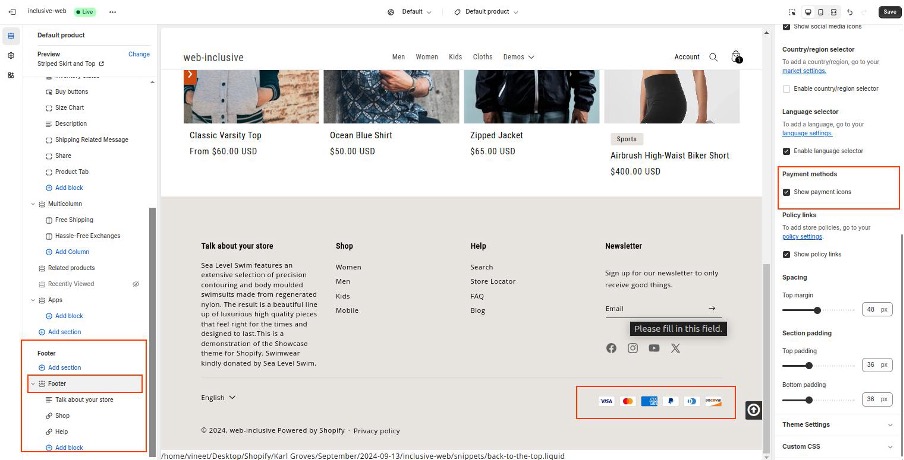 inclusive-web
Live
Default
Default product
Save
Default product
Preview
Change
Striped Skirt and Top
Inventory Status
Buy buttons
Size Chart
Description
Shipping Related Message
Share
Product Tab
Add block
Multicolumn
Free Shipping
Hassle-Free Exchanges
Add Column
Related products
Recently Viewed
Apps
Add block
Add section
Footer
Add section
Footer
Talk about your store
Shop
Help
Add block
web-inclusive
Men Women Kids Cloths Demos
Account
1
Classic Varsity Top
From $60.00 USD
Ocean Blue Shirt
$50.00 USD
Zipped Jacket
$65.00 USD
Sports
Airbrush High-Waist Biker Short
$400.00 USD
Talk about your store
Sea Level Swim features an
extensive selection of precision
contouring and body moulded
swimsuits made from regenerated
nylon. The result is a beautiful line
up of luxurious high quality pieces
that feel right for the times and
designed to last.This is a
demonstration of the Showcase
theme for Shopify. Swimwear
kindly donated by Sea Level Swim.
Shop
Women
Men
Kids
Mobile
Help
Search
Store Locator
FAQ
Blog
Newsletter
Sign up for our newsletter to only
receive good things.
Email
Please fill in this field.
English
VISA
DISCOVER
© 2024, web-inclusive Powered by Shopify · Privacy policy
/home/vineet/Desktop/Shopify/Karl Groves/September/2024-09-13/inclusive-web/snippets/back-to-the-top.liquid
Show social media icons
Country/region selector
To add a country/region, go to your
market settings.
Enable country/region selector
Language selector
To add a language, go to your
language settings.
Enable language selector
Payment methods
Show payment icons
Policy links
To add store policies, go to your
policy settings.
Show policy links
Spacing
Top margin
48 px
Section padding
Top padding
36 px
Bottom padding
36 px
Theme Settings
Custom CSS